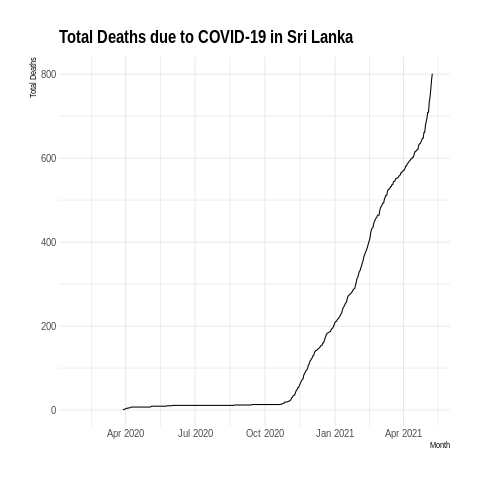 Total Deaths due to COVID-19 in Sri Lanka
Total Deaths
800
600
400
200
0
Apr 2020 Jul 2020 Oct 2020 Jan 2021 Apr 2021
Month